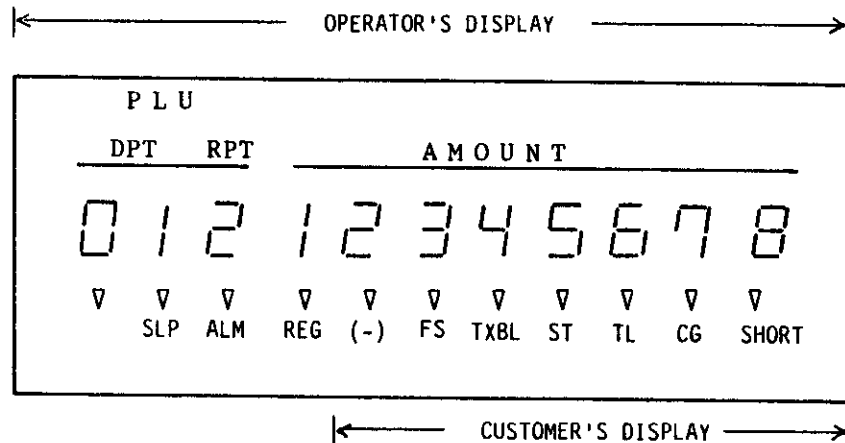 OPERATOR'S DISPLAY
PLU
DPT RPT AMOUNT
0 1 2 1 2 3 4 5 6 7 8
SLP ALM REG (-) FS TXBL ST TL CG SHORT
CUSTOMER'S DISPLAY